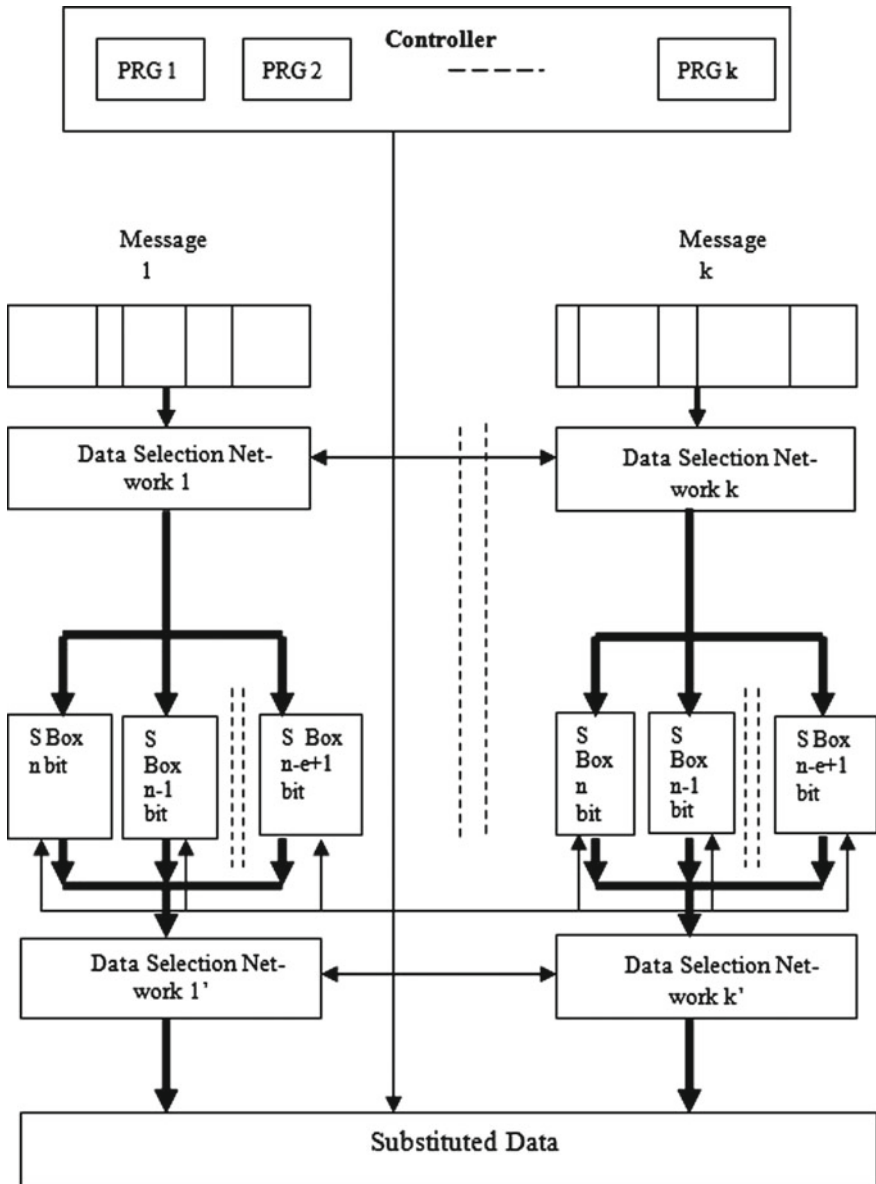 Controller
PRG 1
PRG 2
PRG k
Message
1
Message
k
Data Selection Net-
work 1
Data Selection Net-
work k
S Box
n bit
S
Box
n-1
bit
S Box
n-e+1
bit
S
Box
n
bit
S
Box
n-1
bit
S Box
n-e+1
bit
Data Selection Net-
work 1’
Data Selection Net-
work k’
Substituted Data